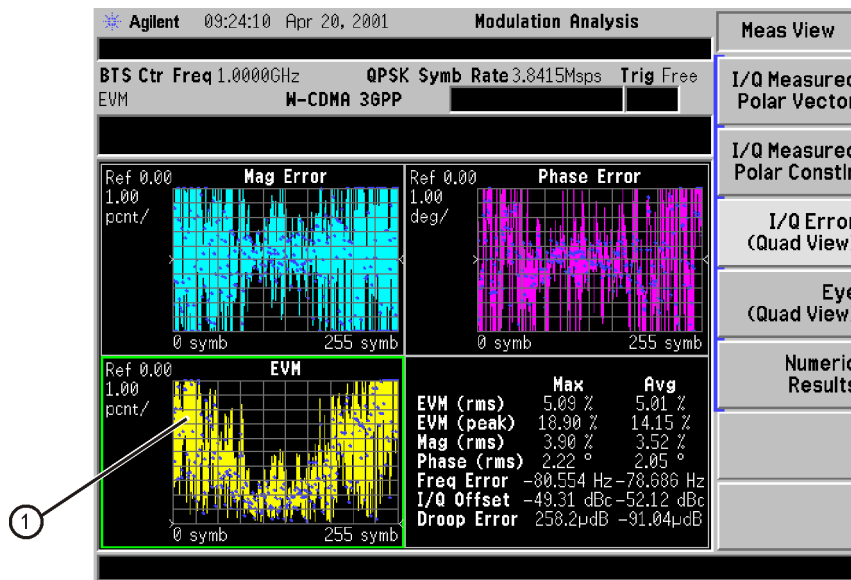 Agilent 09:24:10 Apr 20, 2001 Modulation Analysis
BTS Ctr Freq 1.0000GHz QPSK Symb Rate 3.8415Msps Trig Free
EVM W-CDMA 3GPP
Ref 0.00 Mag Error
1.00
pcnt/
0 symb 255 symb
Ref 0.00 Phase Error
1.00
deg/
0 symb 255 symb
Ref 0.00 EVM
1.00
pcnt/
0 symb 255 symb
Max Avg
EVM (rms) 5.09 % 5.01 %
EVM (peak) 18.90 % 14.15 %
Mag (rms) 3.90 % 3.52 %
Phase (rms) 2.22 ° 2.05 °
Freq Error -80.554 Hz -78.686 Hz
I/Q Offset -49.31 dBc -52.12 dBc
Droop Error 258.2µdB -91.04µdB
1
Meas View
I/Q Measured
Polar Vector
I/Q Measured
Polar Constln
I/Q Error
(Quad View
Eye
(Quad View
Numeric
Results